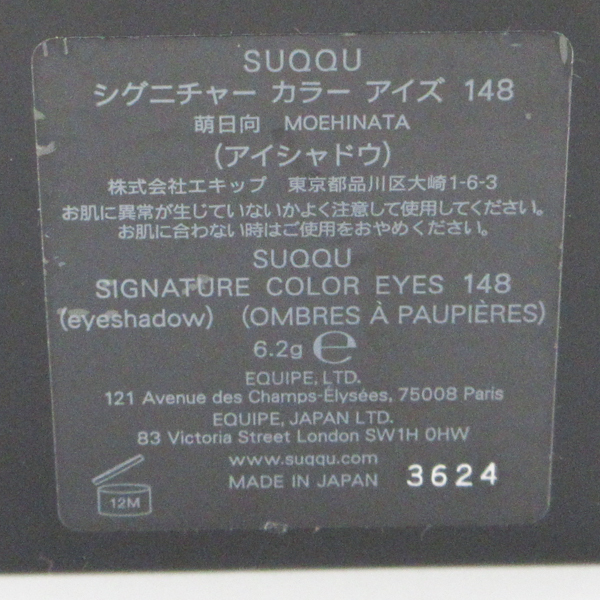 SUQQU
シグニチャー カラー アイズ 148
萌日向 MOEHINATA
(アイシャドウ)
株式会社エキップ 東京都品川区大崎1-6-3
お肌に異常が生じていないかよく注意して使用してください。
お肌に合わない時はご使用をおやめください。
SUQQU
SIGNATURE COLOR EYES 148
(eyeshadow) (OMBRES À PAUPIÈRES)
6.2g ℮
EQUIPE, LTD.
121 Avenue des Champs-Élysées, 75008 Paris
EQUIPE, JAPAN LTD.
83 Victoria Street London SW1H 0HW
www.suqqu.com
MADE IN JAPAN 3624
12M